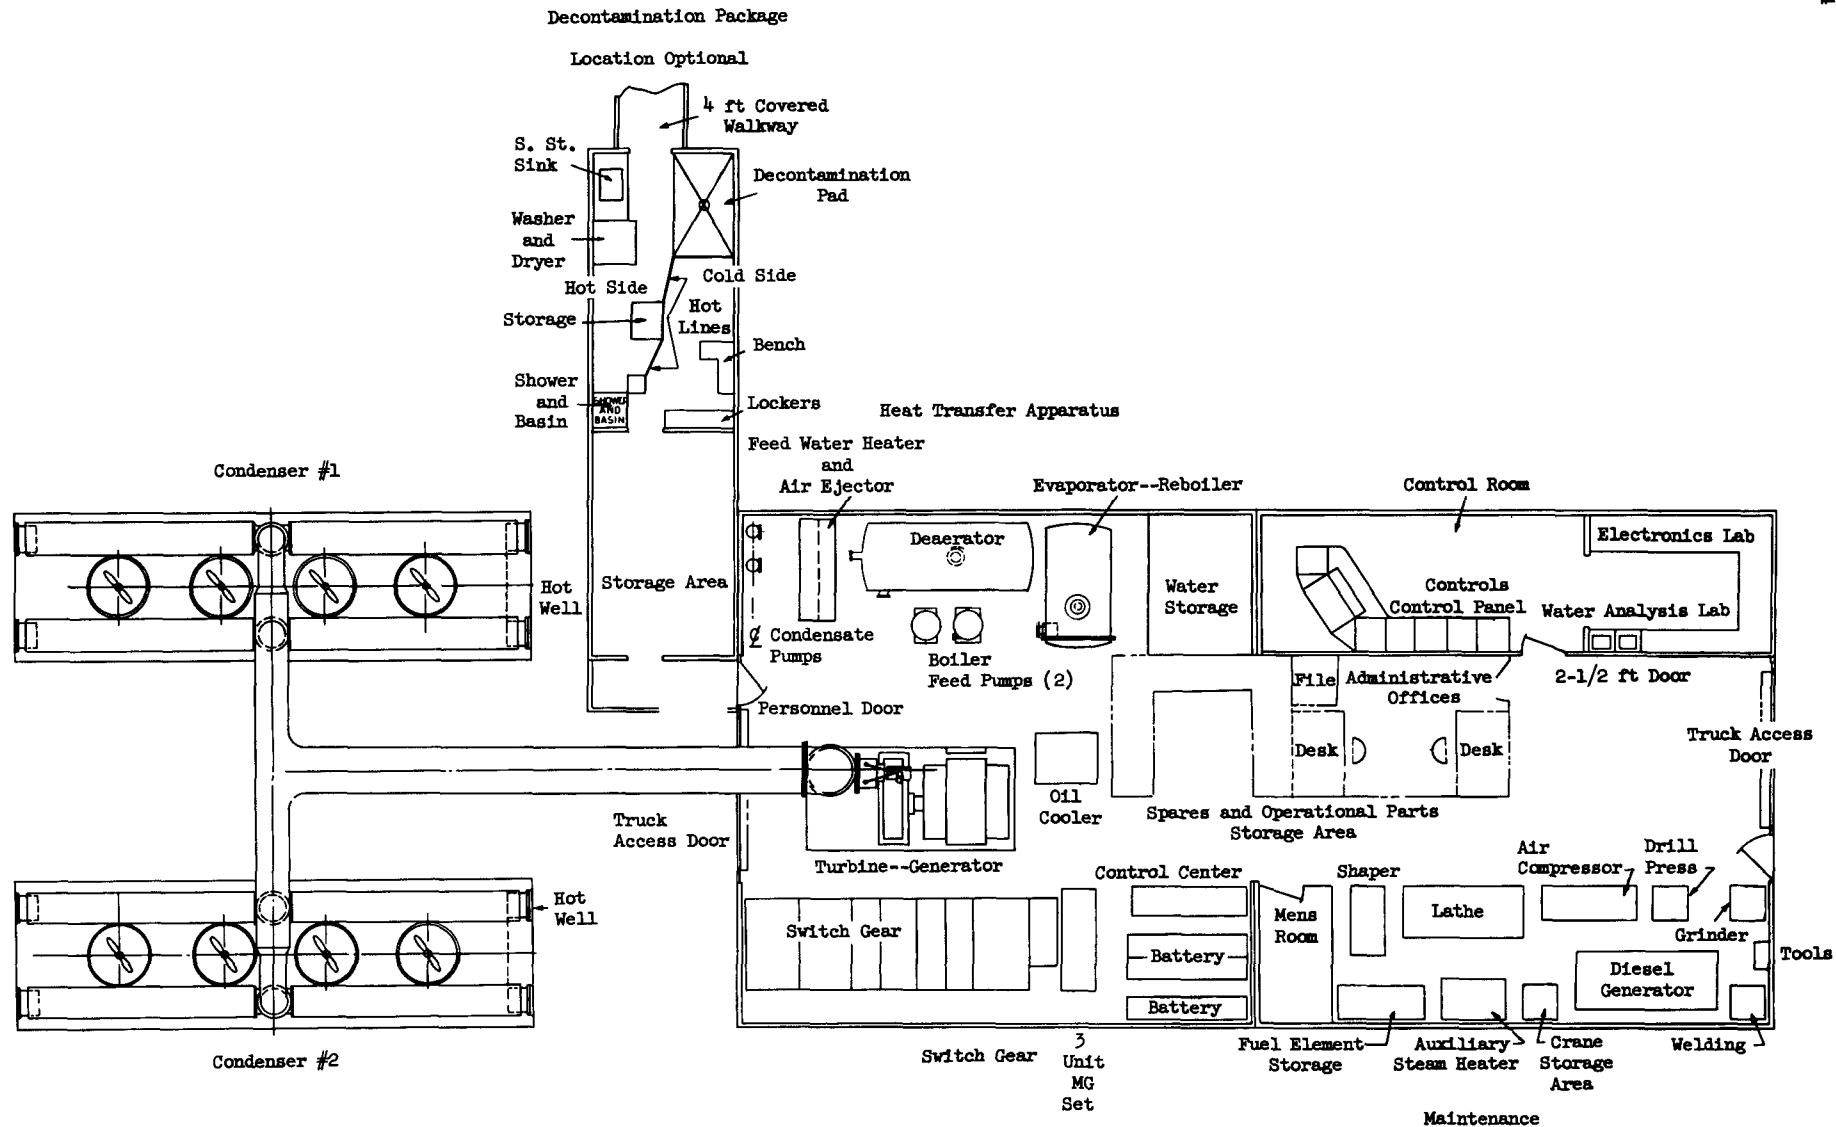 Decontamination Package
Location Optional
4 ft Covered
Walkway
S. St.
Sink
Decontamination
Pad
Washer
and
Dryer
Cold Side
Hot Side
Hot
Lines
Storage
Bench
Shower
and
Basin
SHOWER
AND
BASIN
Lockers
Heat Transfer Apparatus
Feed Water Heater
and
Air Ejector
Evaporator--Reboiler
Control Room
Condenser #1
Hot
Well
Storage Area
Deaerator
Water
Storage
Electronics Lab
Controls
Control Panel
Water Analysis Lab
℄ Condensate
Pumps
Boiler
Feed Pumps (2)
File
Administrative
Offices
2-1/2 ft Door
Personnel Door
Desk
Desk
Truck Access
Door
Oil
Cooler
Spares and Operational Parts
Storage Area
Truck
Access Door
Turbine--Generator
Control Center
Shaper
Air
Compressor
Drill
Press
Hot
Well
Switch Gear
Mens
Room
Lathe
Grinder
Battery
Tools
Diesel
Generator
Battery
Condenser #2
Switch Gear
3
Unit
MG
Set
Fuel Element
Storage
Auxiliary
Steam Heater
Crane
Storage
Area
Welding
Maintenance